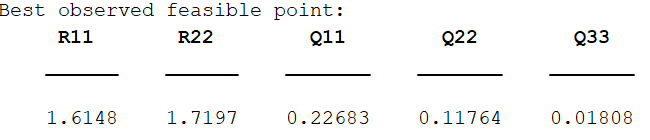 Best observed feasible point:
R11 R22 Q11 Q22 Q33
1.6148 1.7197 0.22683 0.11764 0.01808